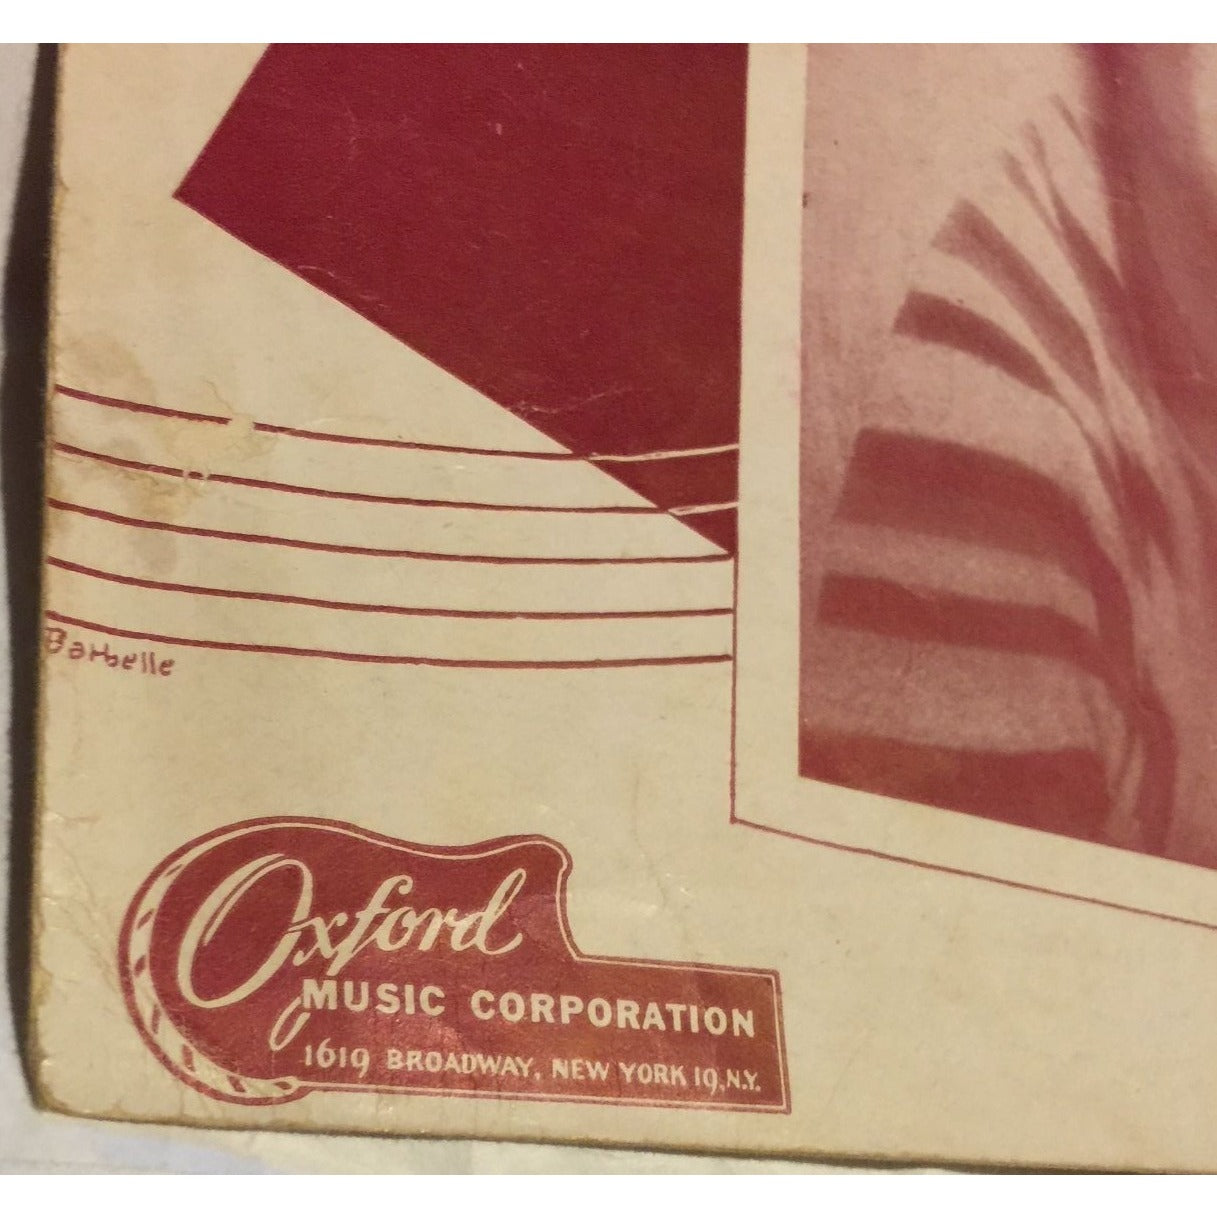 Barbelle
Oxford
MUSIC CORPORATION
1619 BROADWAY, NEW YORK 19, N.Y.